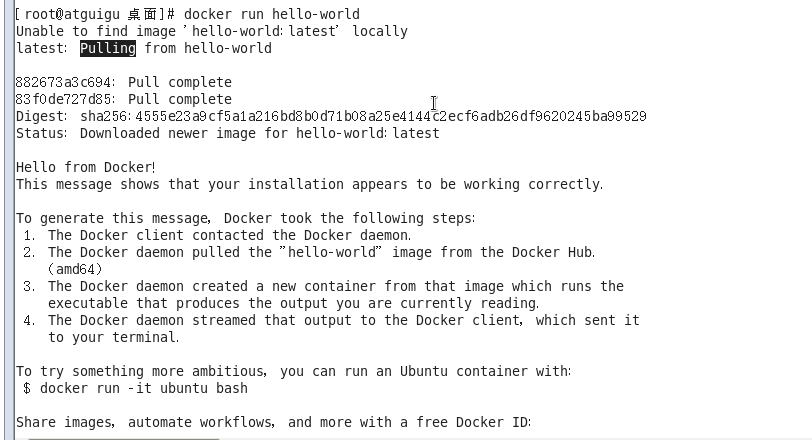 [root@atguigu 桌面]# docker run hello-world
Unable to find image 'hello-world:latest' locally
latest: Pulling from hello-world
882673a3c694: Pull complete
83f0de727d85: Pull complete
Digest: sha256:4555e23a9cf5a1a216bd8b0d71b08a25e4144c2ecf6adb26df9620245ba99529
Status: Downloaded newer image for hello-world:latest
Hello from Docker!
This message shows that your installation appears to be working correctly.
To generate this message, Docker took the following steps:
1. The Docker client contacted the Docker daemon.
2. The Docker daemon pulled the "hello-world" image from the Docker Hub.
(amd64)
3. The Docker daemon created a new container from that image which runs the
executable that produces the output you are currently reading.
4. The Docker daemon streamed that output to the Docker client, which sent it
to your terminal.
To try something more ambitious, you can run an Ubuntu container with:
$ docker run -it ubuntu bash
Share images, automate workflows, and more with a free Docker ID: